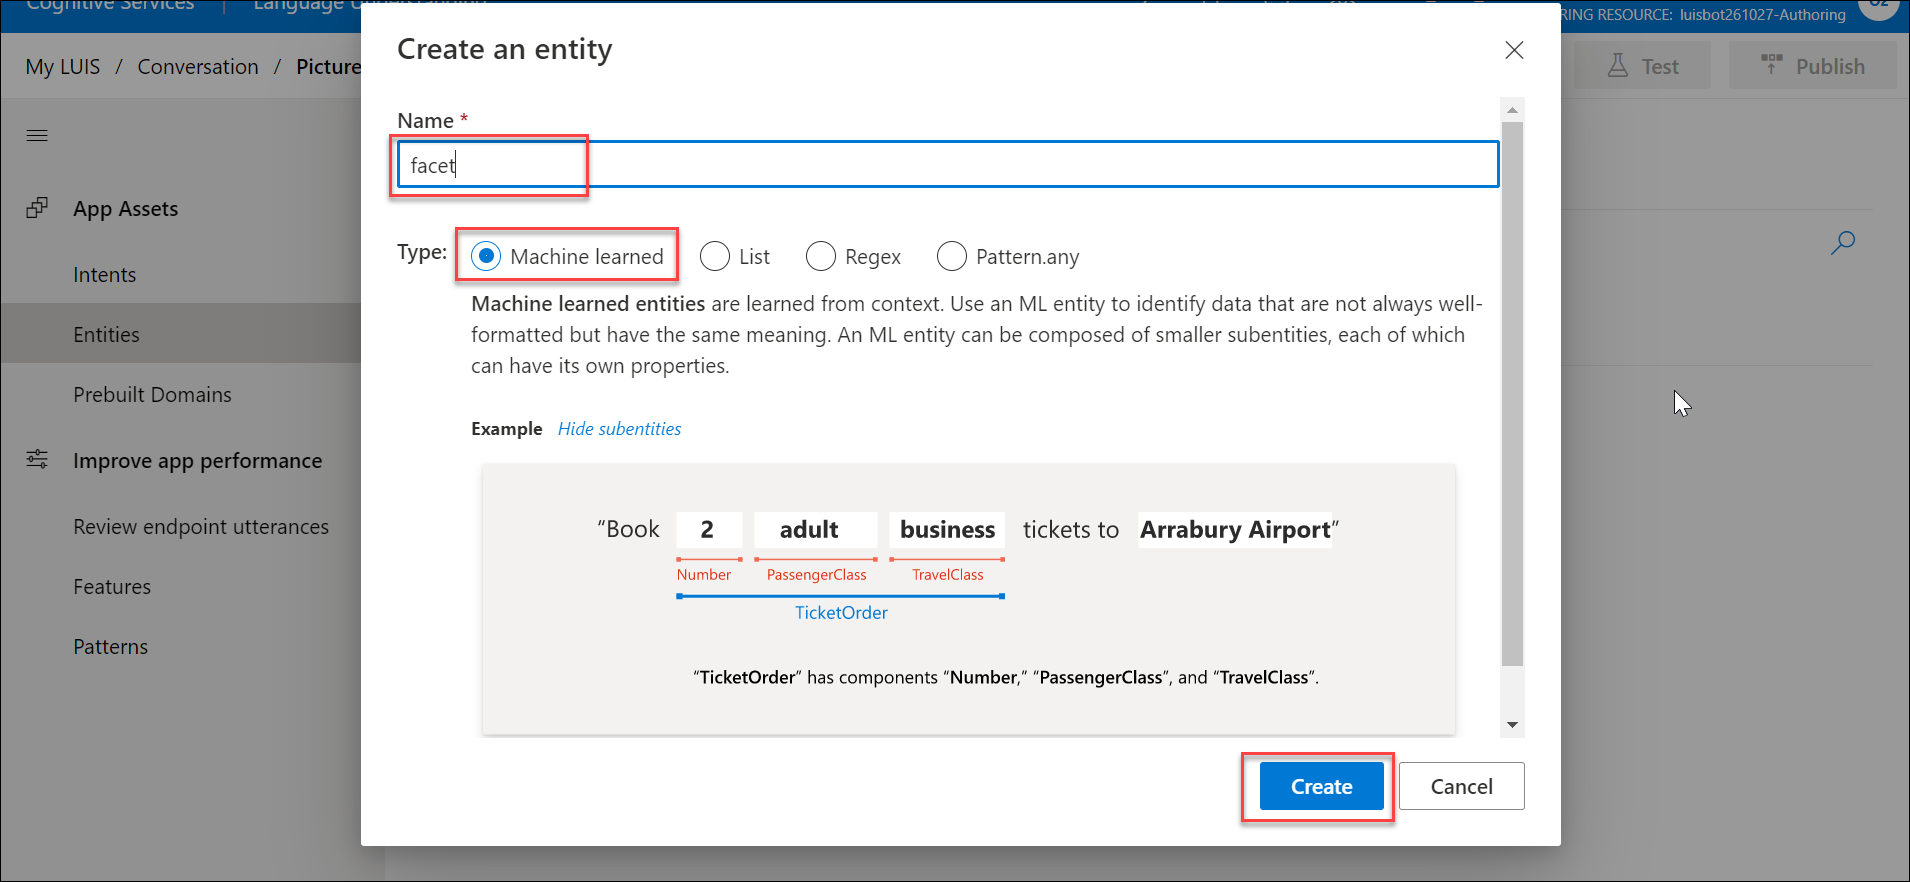 Cognitive Services | Language Understanding
RING RESOURCE: luisbot261027-Authoring
My LUIS / Conversation / Picture
Test
Publish
App Assets
Intents
Entities
Prebuilt Domains
Improve app performance
Review endpoint utterances
Features
Patterns
Create an entity
Name *
facet
Type:
Machine learned
List
Regex
Pattern.any
Machine learned entities are learned from context. Use an ML entity to identify data that are not always well-
formatted but have the same meaning. An ML entity can be composed of smaller subentities, each of which
can have its own properties.
Example Hide subentities
“Book 2 adult business tickets to Arrabury Airport”
Number PassengerClass TravelClass
TicketOrder
“TicketOrder” has components “Number,” “PassengerClass”, and “TravelClass”.
Create
Cancel